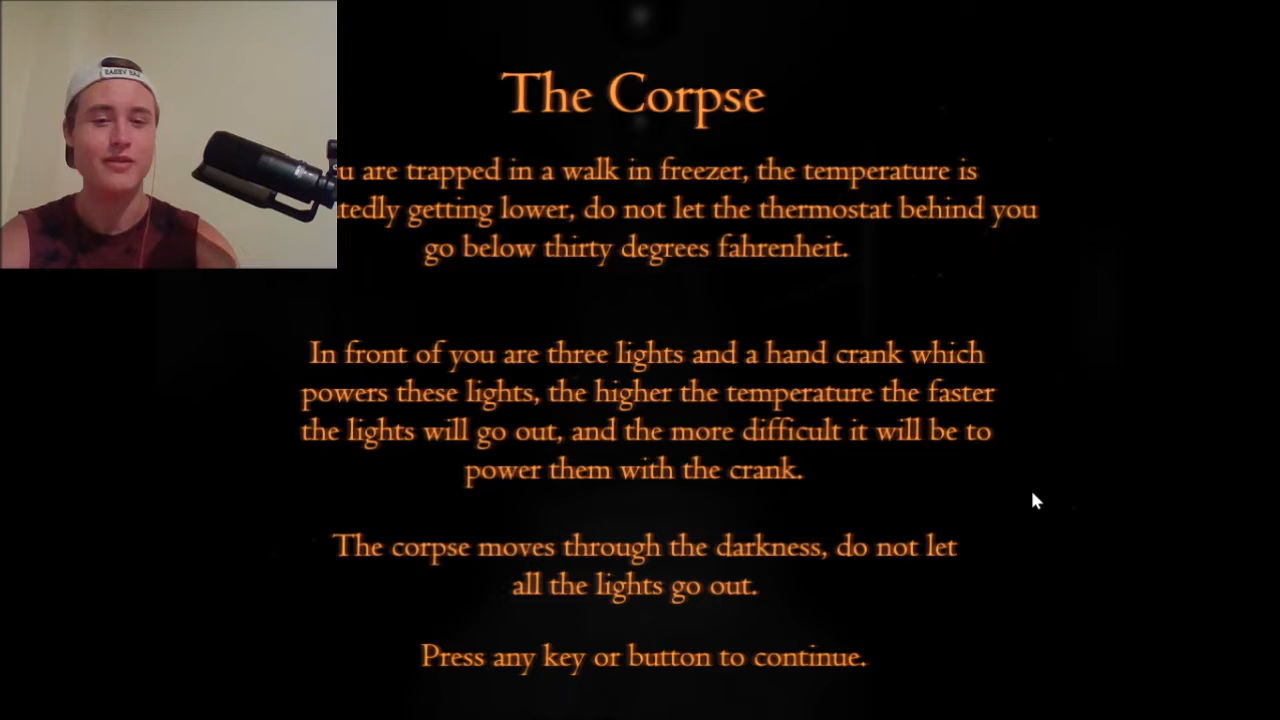 The Corpse
u are trapped in a walk in freezer, the temperature is
tedly getting lower, do not let the thermostat behind you
go below thirty degrees fahrenheit.
In front of you are three lights and a hand crank which
powers these lights, the higher the temperature the faster
the lights will go out, and the more difficult it will be to
power them with the crank.
The corpse moves through the darkness, do not let
all the lights go out.
Press any key or button to continue.